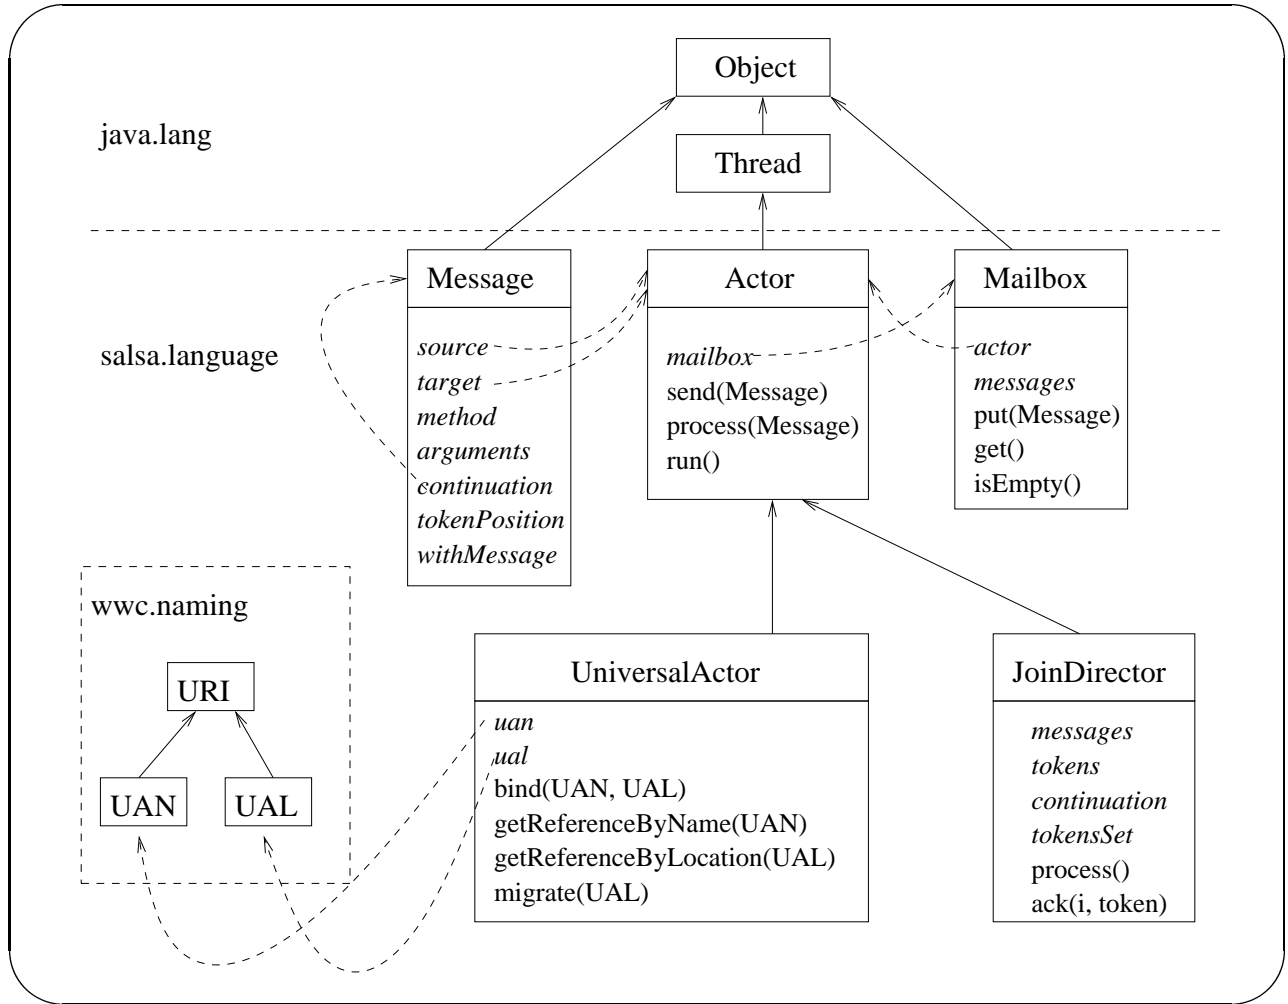 Object
java.lang
Thread
Message
Actor
Mailbox
salsa.language
source
target
method
arguments
continuation
tokenPosition
withMessage
mailbox
send(Message)
process(Message)
run()
actor
messages
put(Message)
get()
isEmpty()
wwc.naming
URI
UAN
UAL
UniversalActor
uan
ual
bind(UAN, UAL)
getReferenceByName(UAN)
getReferenceByLocation(UAL)
migrate(UAL)
JoinDirector
messages
tokens
continuation
tokensSet
process()
ack(i, token)